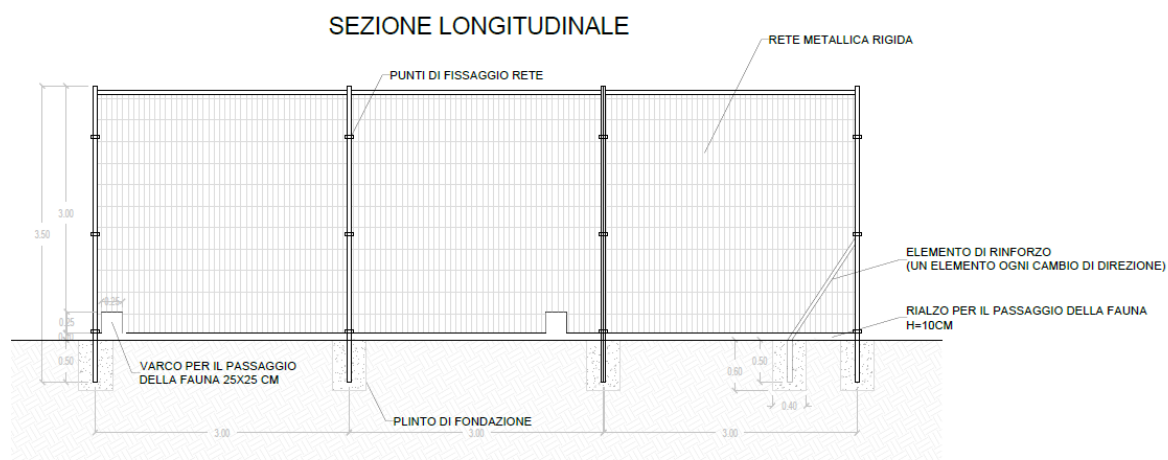 SEZIONE LONGITUDINALE
RETE METALLICA RIGIDA
PUNTI DI FISSAGGIO RETE
3.00
3.50
ELEMENTO DI RINFORZO
(UN ELEMENTO OGNI CAMBIO DI DIREZIONE)
0.25
0.25
RIALZO PER IL PASSAGGIO DELLA FAUNA
H=10CM
0.50
VARCO PER IL PASSAGGIO
DELLA FAUNA 25X25 CM
0.50
0.60
0.40
PLINTO DI FONDAZIONE
3.00
3.00
3.00